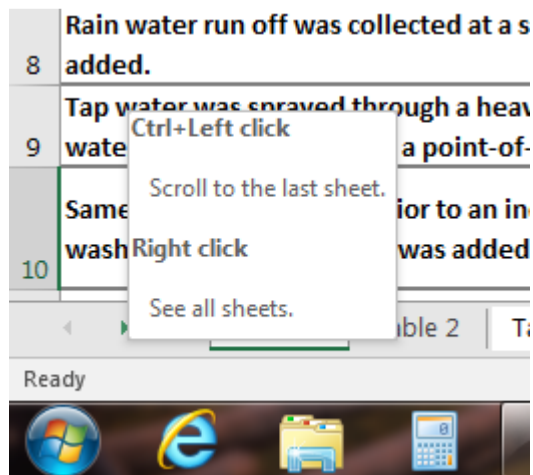 Rain water run off was collected at a s
8 added.
Tap water was sprayed through a heav
Ctrl+Left click
9 wate a point-of-
Scroll to the last sheet.
Same ior to an in
Right click
wash was added
10
See all sheets.
ble 2 Ta
Ready